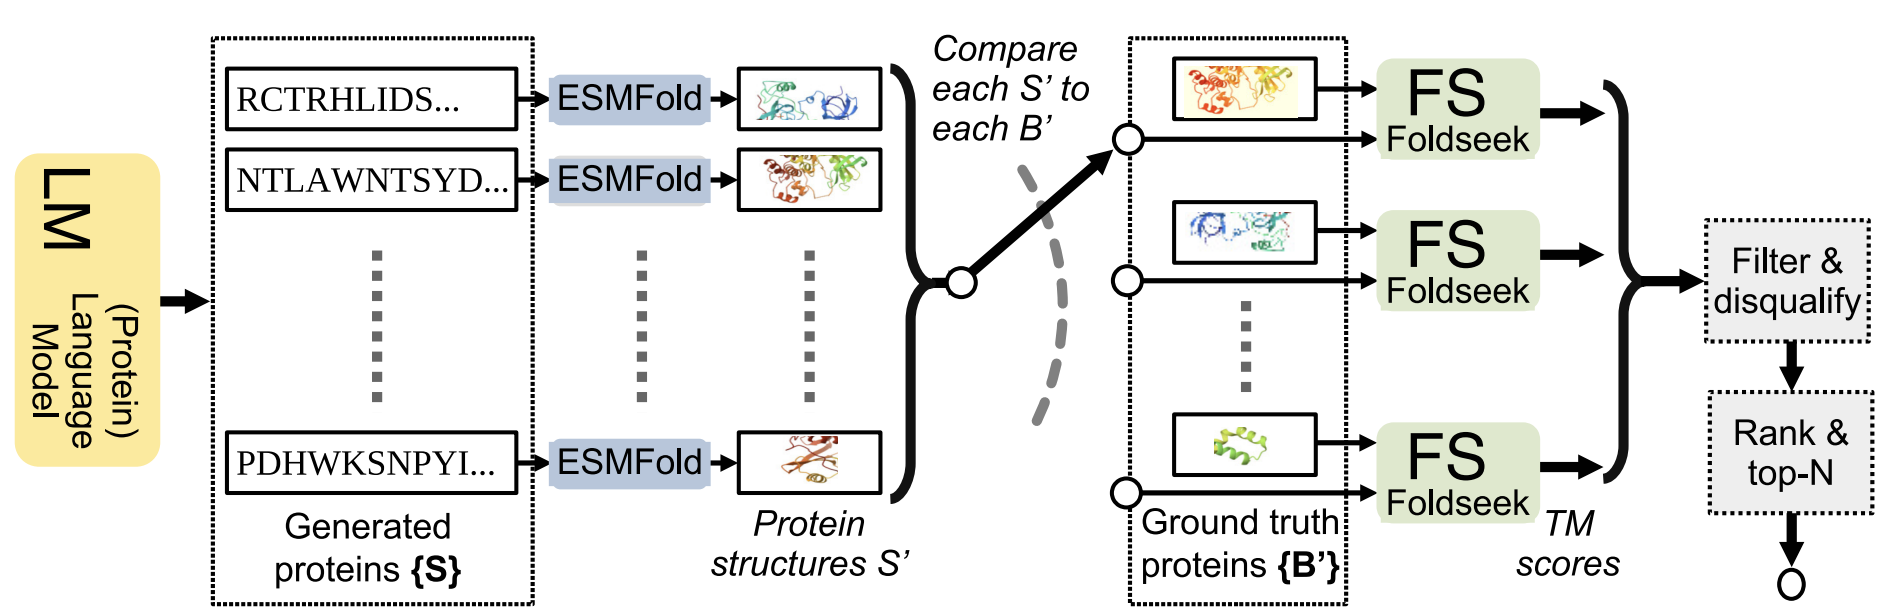 LM
(Protein)
Language
Model
RCTRHLIDS...
NTLAWNTSYD...
PDHWKSNPYI...
Generated
proteins {S}
ESMFold
ESMFold
ESMFold
Protein
structures S’
Compare
each S’ to
each B’
Ground truth
proteins {B’}
FS
Foldseek
FS
Foldseek
FS
Foldseek
TM
scores
Filter &
disqualify
Rank &
top-N